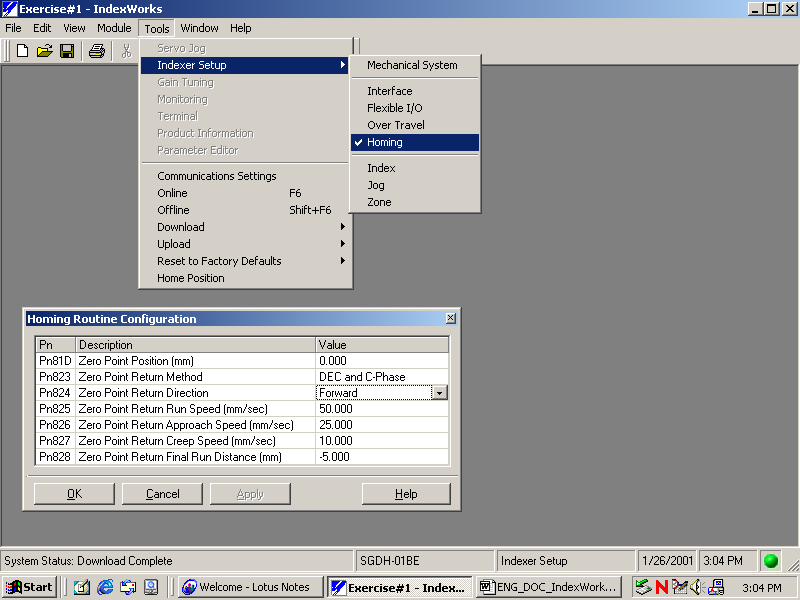 Exercise#1 - IndexWorks
File Edit View Module Tools Window Help
Servo Jog
Indexer Setup
Gain Tuning
Monitoring
Terminal
Product Information
Parameter Editor
Communications Settings
Online F6
Offline Shift+F6
Download
Upload
Reset to Factory Defaults
Home Position
Mechanical System
Interface
Flexible I/O
Over Travel
Homing
Index
Jog
Zone
Homing Routine Configuration
Pn Description Value
Pn81D Zero Point Position (mm) 0.000
Pn823 Zero Point Return Method DEC and C-Phase
Pn824 Zero Point Return Direction Forward
Pn825 Zero Point Return Run Speed (mm/sec) 50.000
Pn826 Zero Point Return Approach Speed (mm/sec) 25.000
Pn827 Zero Point Return Creep Speed (mm/sec) 10.000
Pn828 Zero Point Return Final Run Distance (mm) -5.000
OK Cancel Apply Help
System Status: Download Complete SGDH-01BE Indexer Setup 1/26/2001 3:04 PM
Start Welcome - Lotus Notes Exercise#1 - Index... ENG_DOC_IndexWork... 3:04 PM